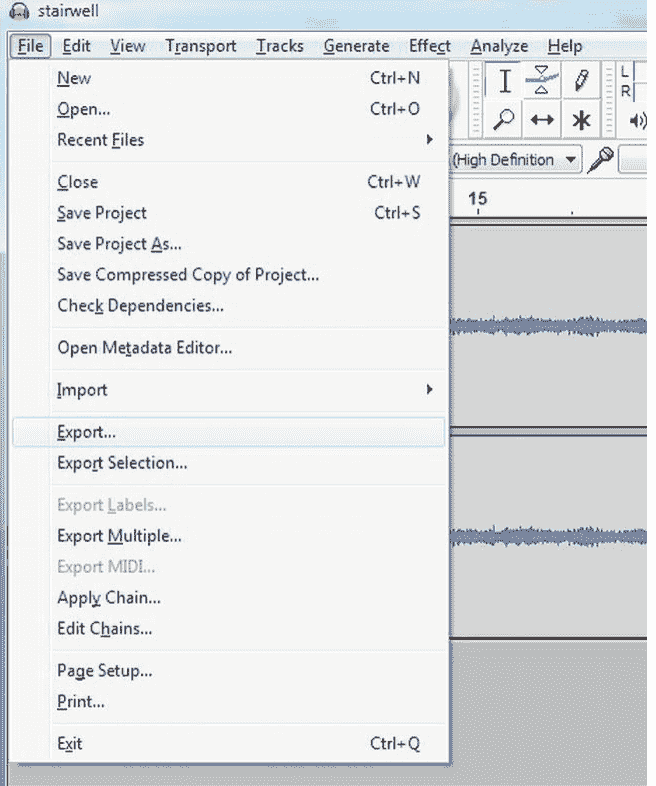 stairwell
File Edit View Transport Tracks Generate Effect Analyze Help
New Ctrl+N
Open... Ctrl+O
Recent Files
Close Ctrl+W
Save Project Ctrl+S
Save Project As...
Save Compressed Copy of Project...
Check Dependencies...
Open Metadata Editor...
Import
Export...
Export Selection...
Export Labels...
Export Multiple...
Export MIDI...
Apply Chain...
Edit Chains...
Page Setup...
Print...
Exit Ctrl+Q
L
R
(High Definition
15